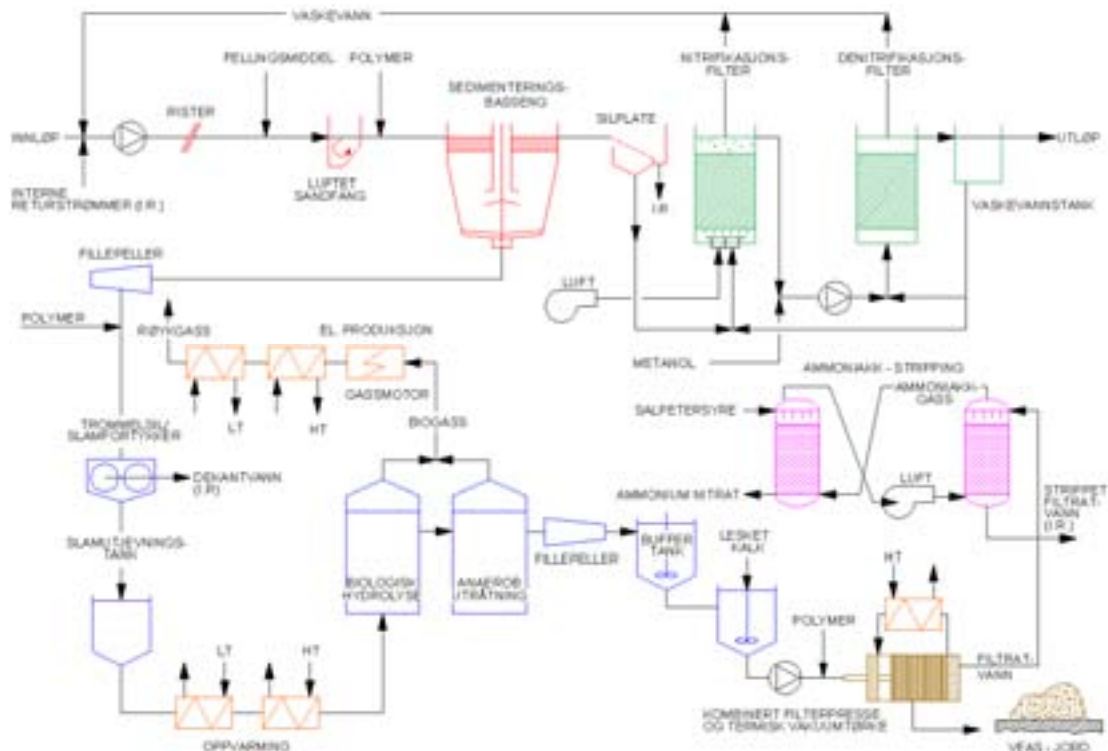 VASKEVANN
FELLINGSMIDDEL
POLYMER
NITRIFIKASJONS-
FILTER
DENITRIFIKASJONS-
FILTER
SEDIMENTERINGS-
BASSENG
RISTER
SILPLATE
INNLØP
UTLØP
LUFTET
SANDFANG
INTERNE
RETURSTRØMMER (I.R.)
I.R
VASKEVANNSTANK
FILLEPELLER
LUFT
POLYMER
RØYKGASS
EL. PRODUKSJON
METANOL
GASSMOTOR
AMMONIAKK - STRIPPING
AMMONIAKK-
GASS
SALPETERSYRE
LT
HT
BIOGASS
TROMMELSIL/
SLAMFORTYKKER
DEKANTVANN
(I.R)
LUFT
AMMONIUM NITRAT
STRIPPET
FILTRAT-
VANN
(I.R.)
SLAMUTJEVNINGS-
TANK
FILLEPELLER
BUFFER
TANK
LESKET
KALK
HT
BIOLOGISK
HYDROLYSE
ANAEROB
UTRÅTNING
POLYMER
LT
HT
FILTRAT-
VANN
OPPVARMING
KOMBINERT FILTERPRESSE
OG TERMISK VAKUUMTØRKE
VEAS - JORD